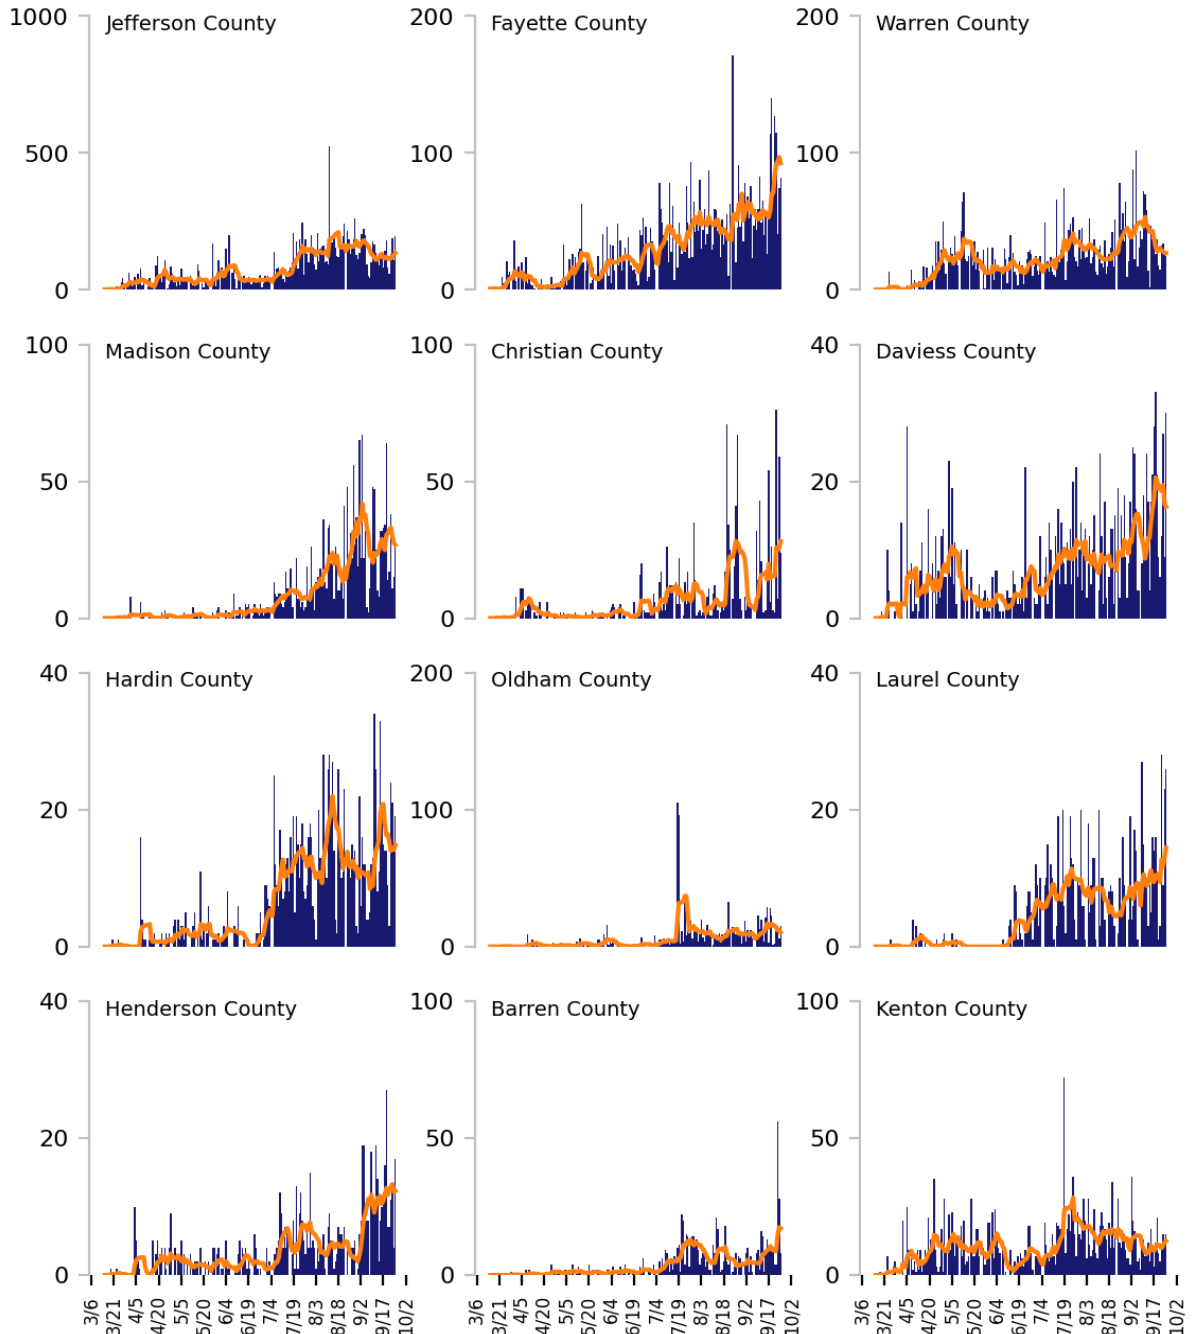 1000 Jefferson County 200 Fayette County 200 Warren County
500 100 100
0 0 0
100 Madison County 100 Christian County 40 Daviess County
50 50 20
0 0 0
40 Hardin County 200 Oldham County 40 Laurel County
20 100 20
0 0 0
40 Henderson County 100 Barren County 100 Kenton County
20 50 50
0 0 0
3/6 3/21 4/5 4/20 5/5 5/20 6/4 6/19 7/4 7/19 8/3 8/18 9/2 9/17 10/2 3/6 3/21 4/5 4/20 5/5 5/20 6/4 6/19 7/4 7/19 8/3 8/18 9/2 9/17 10/2 3/6 3/21 4/5 4/20 5/5 5/20 6/4 6/19 7/4 7/19 8/3 8/18 9/2 9/17 10/2